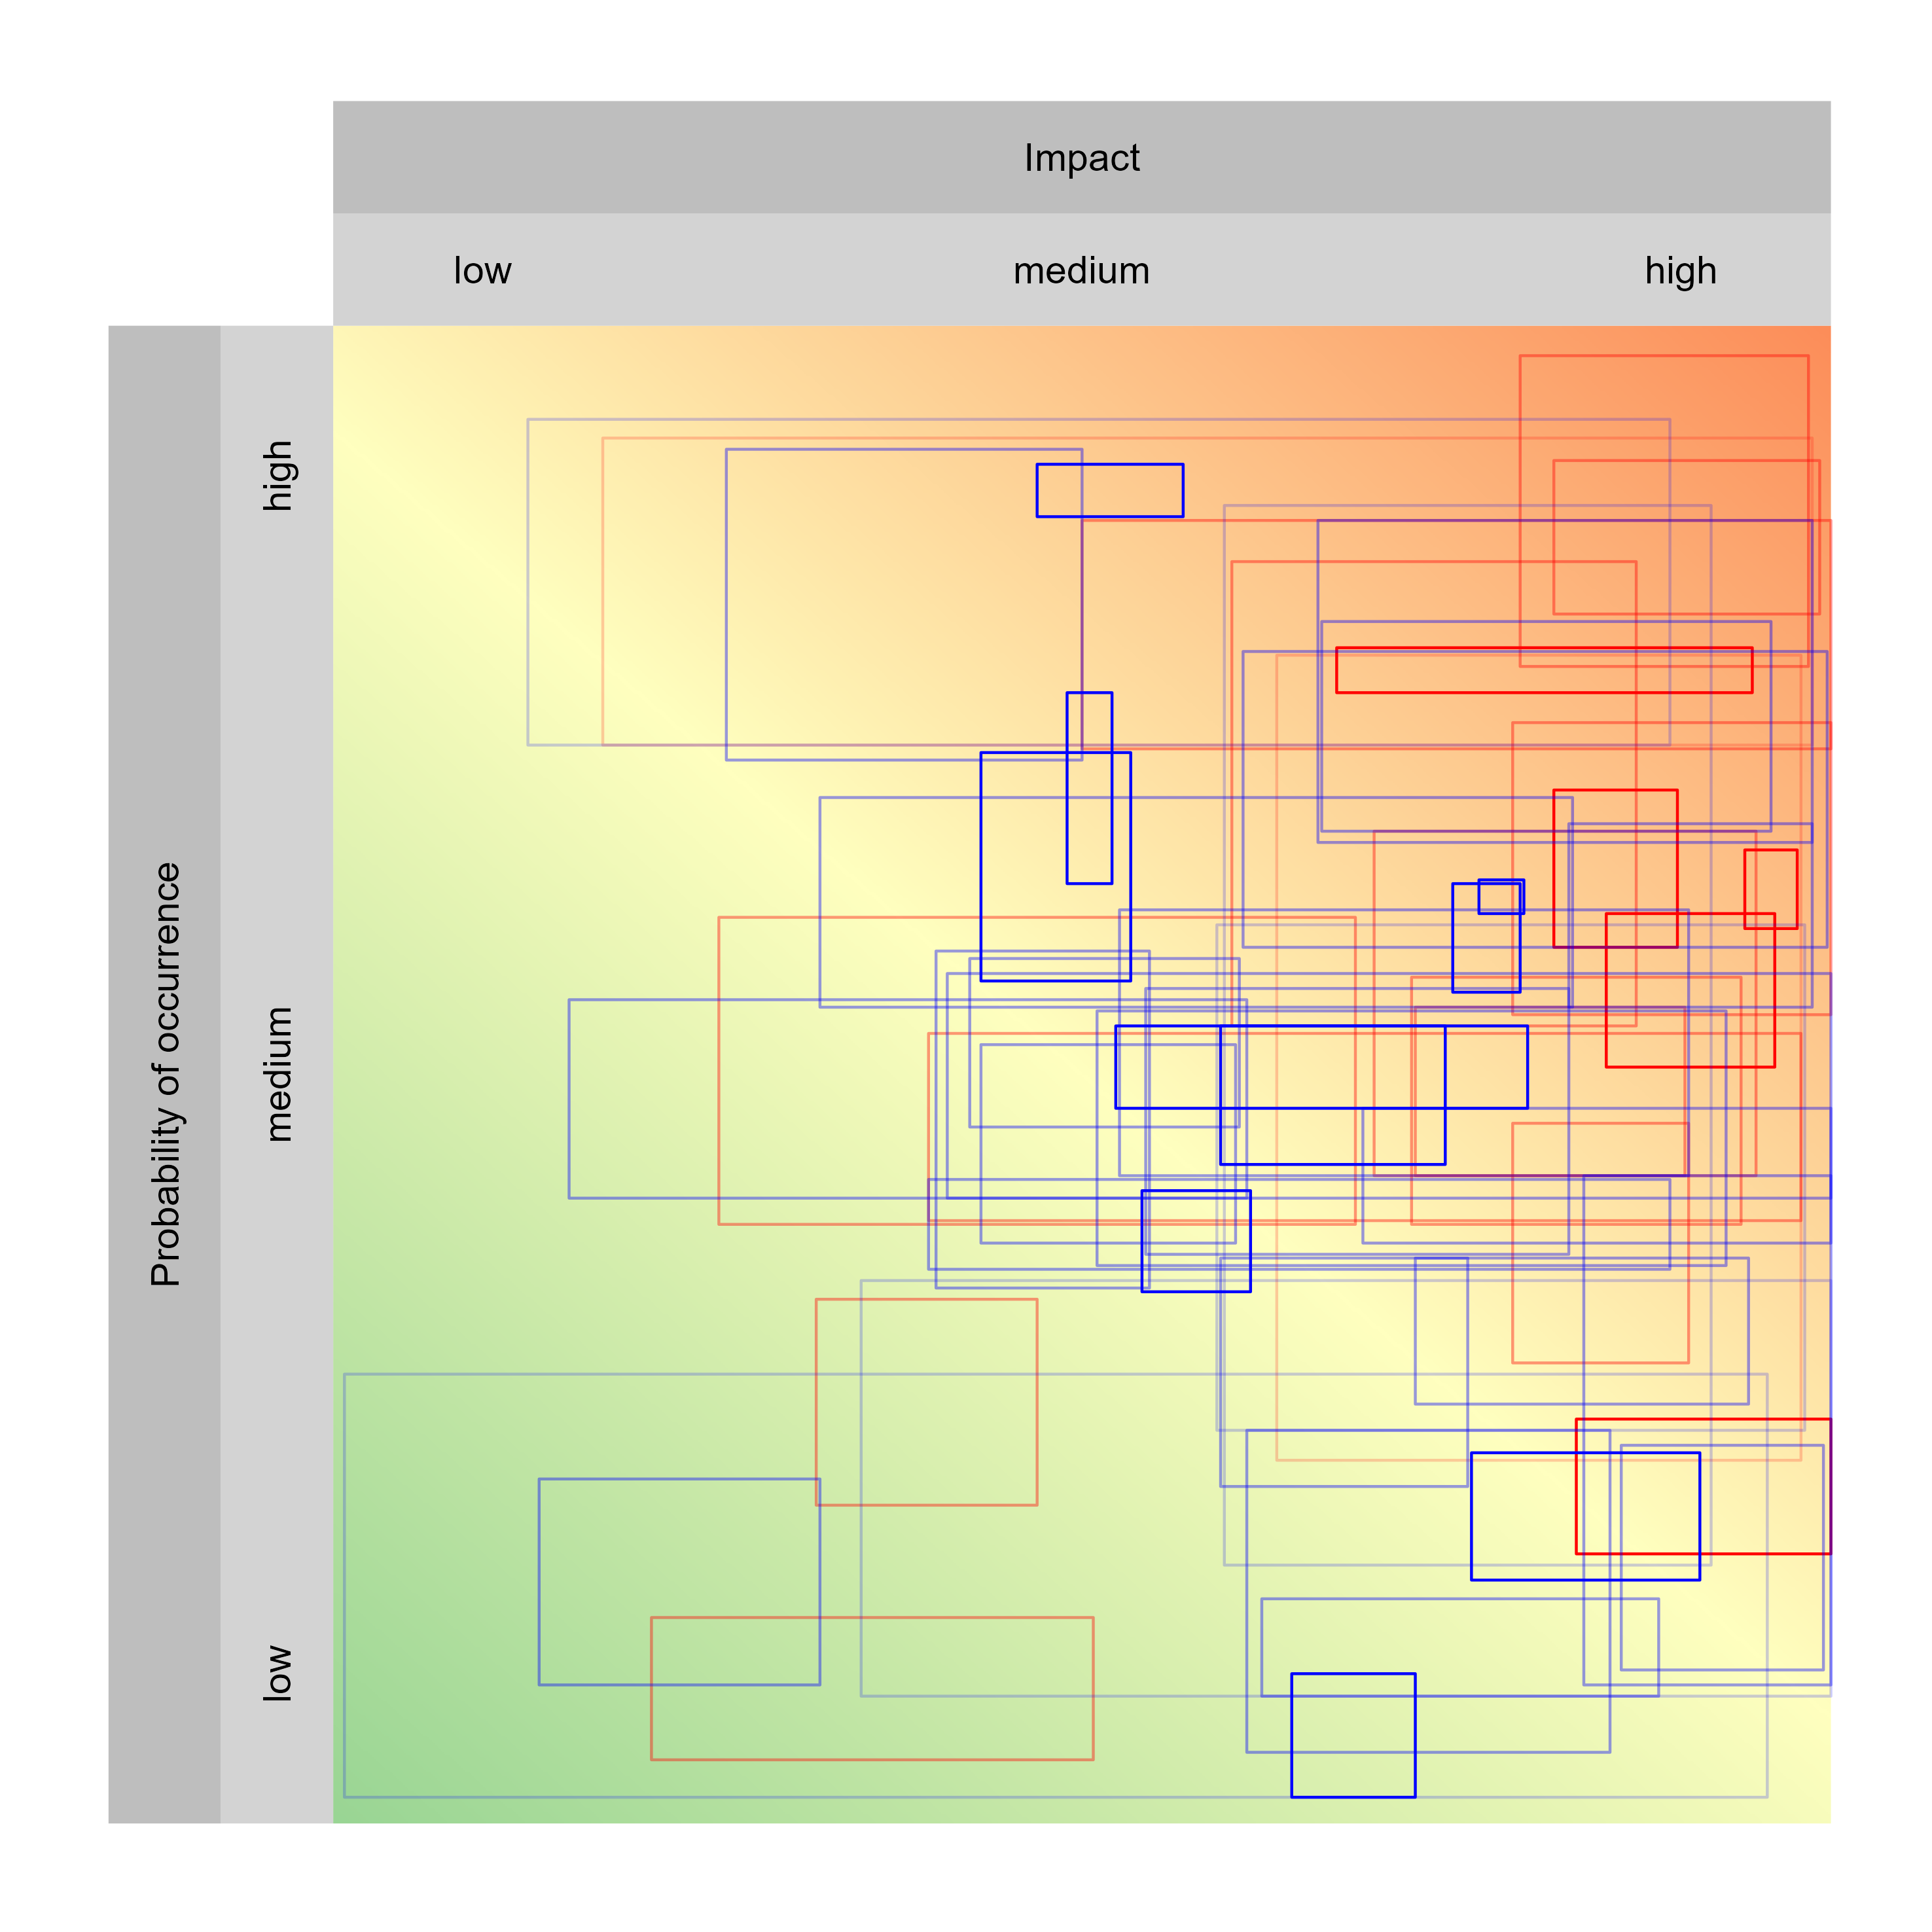 Impact
low
medium
high
Probability of occurrence
high
medium
low